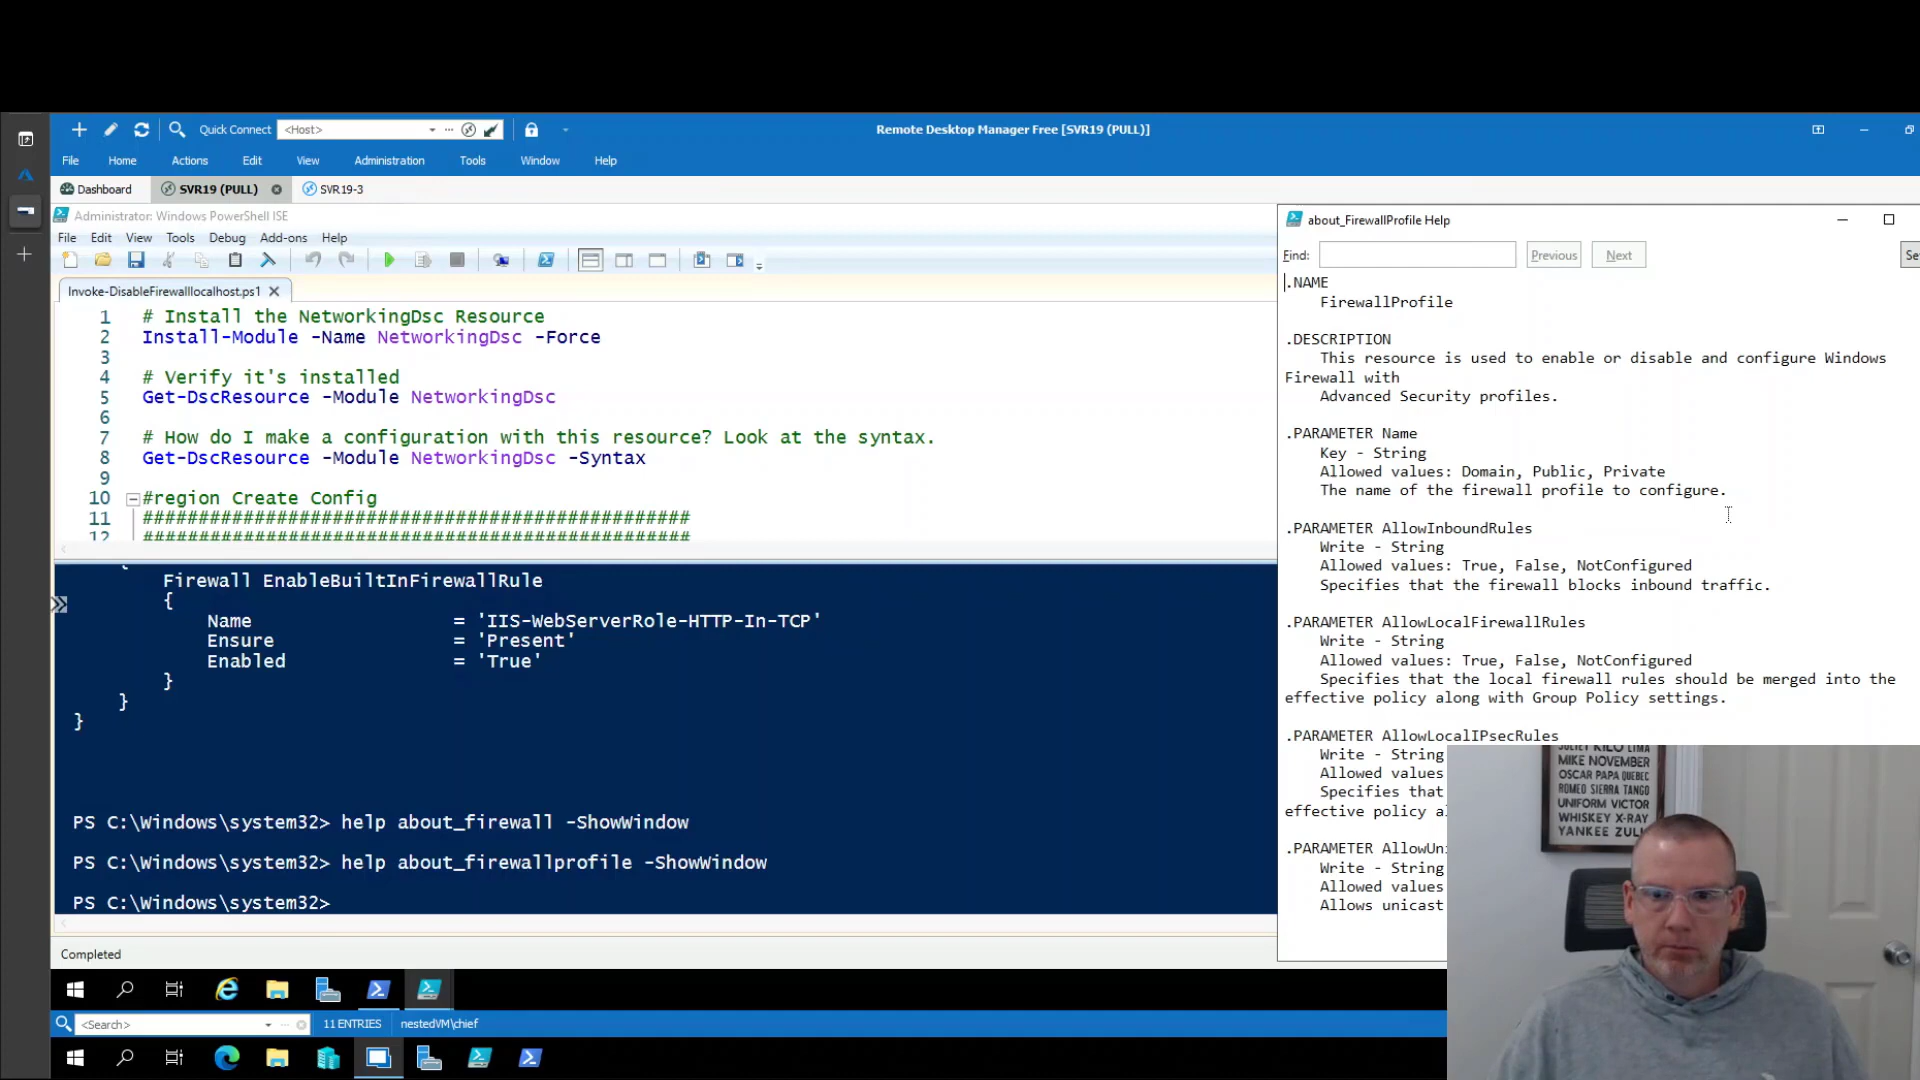 Quick Connect <Host> Remote Desktop Manager Free [SVR19 (PULL)]
File Home Actions Edit View Administration Tools Window Help
Dashboard SVR19 (PULL) SVR19-3
Administrator: Windows PowerShell ISE
File Edit View Tools Debug Add-ons Help
Invoke-DisableFirewalllocalhost.ps1
1 # Install the NetworkingDsc Resource
2 Install-Module -Name NetworkingDsc -Force
3
4 # Verify it's installed
5 Get-DscResource -Module NetworkingDsc
6
7 # How do I make a configuration with this resource? Look at the syntax.
8 Get-DscResource -Module NetworkingDsc -Syntax
9
10 #region Create Config
11 #################################################
12 #################################################
{
Firewall EnableBuiltInFirewallRule
{
Name = 'IIS-WebServerRole-HTTP-In-TCP'
Ensure = 'Present'
Enabled = 'True'
}
}
}
PS C:\Windows\system32> help about_firewall -ShowWindow
PS C:\Windows\system32> help about_firewallprofile -ShowWindow
PS C:\Windows\system32>
Completed
about_FirewallProfile Help
Find: Previous Next Se
.NAME
FirewallProfile
.DESCRIPTION
This resource is used to enable or disable and configure Windows
Firewall with
Advanced Security profiles.
.PARAMETER Name
Key - String
Allowed values: Domain, Public, Private
The name of the firewall profile to configure.
.PARAMETER AllowInboundRules
Write - String
Allowed values: True, False, NotConfigured
Specifies that the firewall blocks inbound traffic.
.PARAMETER AllowLocalFirewallRules
Write - String
Allowed values: True, False, NotConfigured
Specifies that the local firewall rules should be merged into the
effective policy along with Group Policy settings.
.PARAMETER AllowLocalIPsecRules
Write - String
Allowed values
Specifies that
effective policy al
.PARAMETER AllowUni
Write - String
Allowed values
Allows unicast
JULIET KILO LIMA
MIKE NOVEMBER
OSCAR PAPA QUEBEC
ROMEO SIERRA TANGO
UNIFORM VICTOR
WHISKEY X-RAY
YANKEE ZULU
<Search> 11 ENTRIES nestedVM\chief